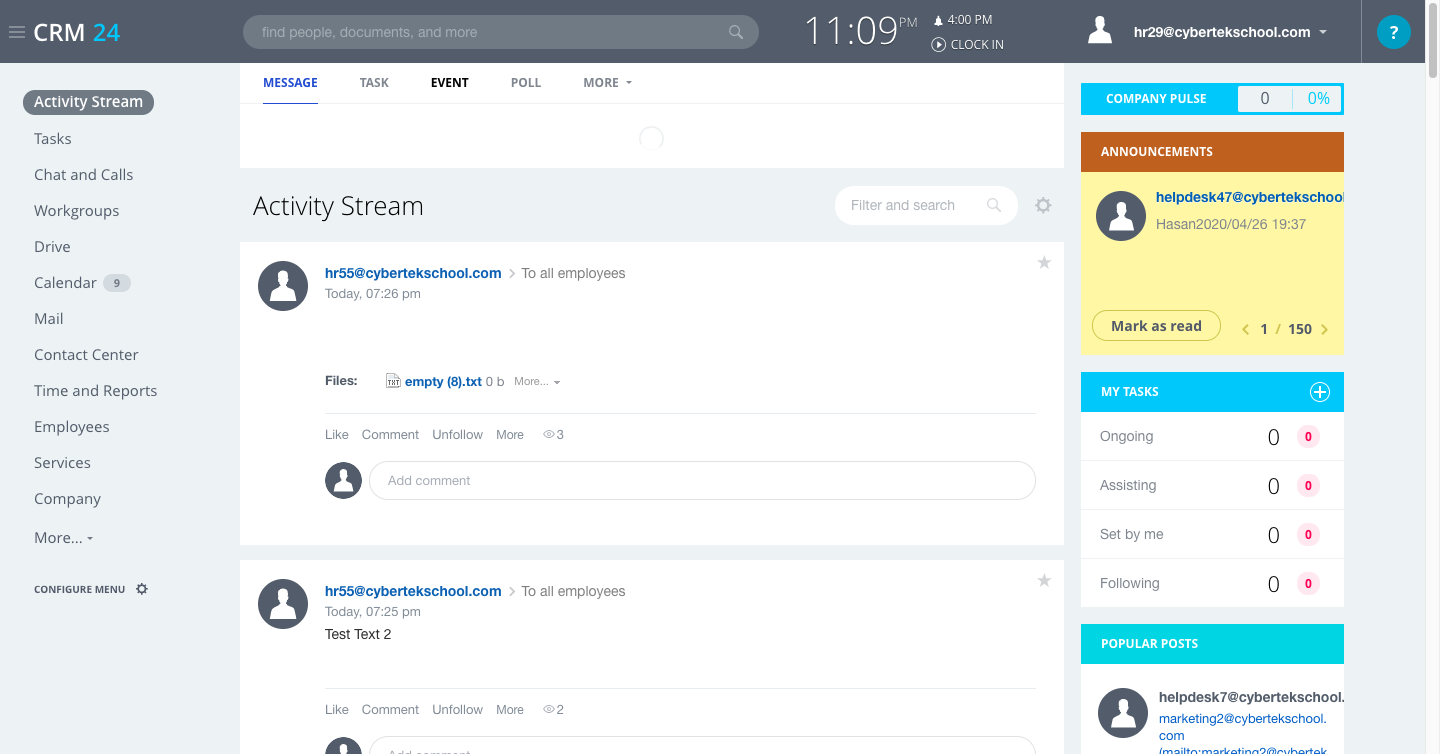 CRM 24
find people, documents, and more
11:09 PM
4:00 PM
CLOCK IN
hr29@cybertekschool.com
?
Activity Stream
Tasks
Chat and Calls
Workgroups
Drive
Calendar 9
Mail
Contact Center
Time and Reports
Employees
Services
Company
More...
CONFIGURE MENU
MESSAGE TASK EVENT POLL MORE
Activity Stream
Filter and search
hr55@cybertekschool.com > To all employees
Today, 07:26 pm
Files: TXT empty (8).txt 0 b More...
Like Comment Unfollow More 3
Add comment
hr55@cybertekschool.com > To all employees
Today, 07:25 pm
Test Text 2
Like Comment Unfollow More 2
Add comment
COMPANY PULSE 0 0%
ANNOUNCEMENTS
helpdesk47@cybertekschool
Hasan2020/04/26 19:37
Mark as read
1 / 150
MY TASKS
Ongoing 0 0
Assisting 0 0
Set by me 0 0
Following 0 0
POPULAR POSTS
helpdesk7@cybertekschool.
marketing2@cybertekschool.
com
(mailto:marketing2@cybertek